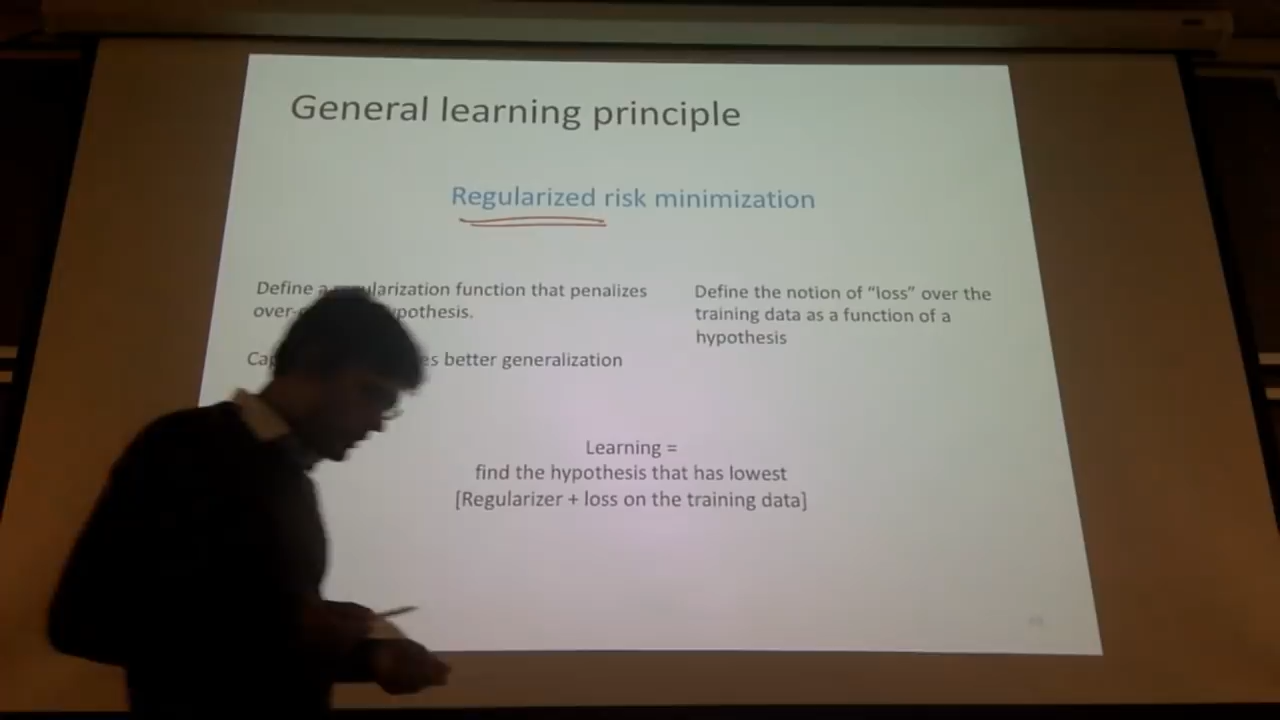 General learning principle
Regularized risk minimization
Define a larization function that penalizes
over- pothesis.
Cap es better generalization
Define the notion of “loss” over the
training data as a function of a
hypothesis
Learning =
find the hypothesis that has lowest
[Regularizer + loss on the training data]